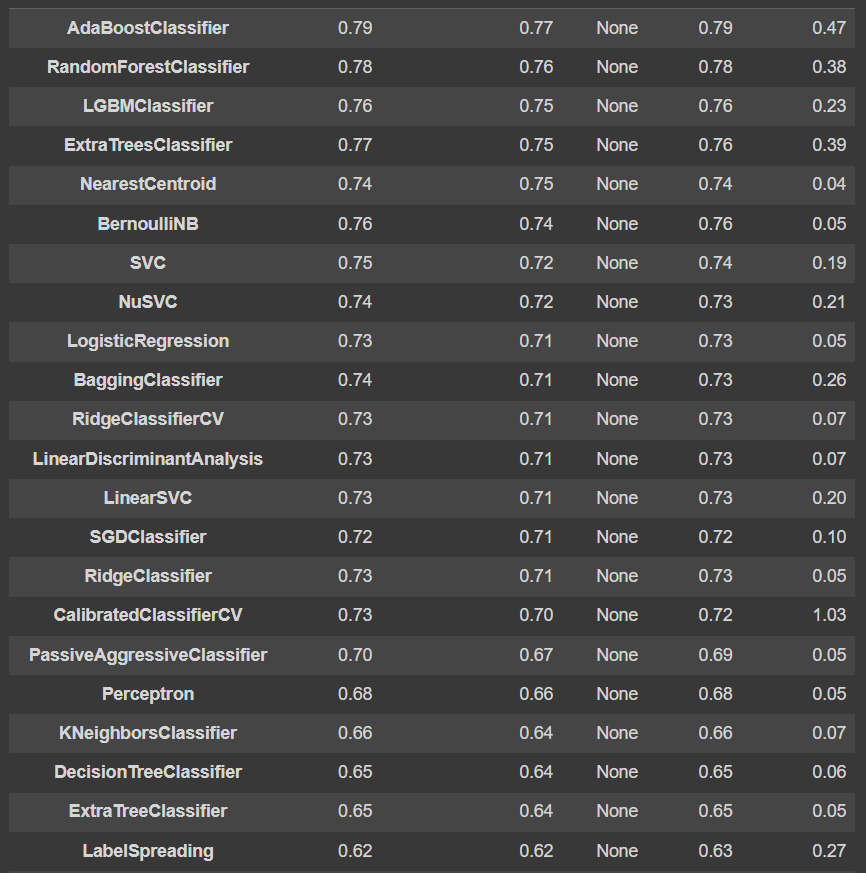 AdaBoostClassifier 0.79 0.77 None 0.79 0.47
RandomForestClassifier 0.78 0.76 None 0.78 0.38
LGBMClassifier 0.76 0.75 None 0.76 0.23
ExtraTreesClassifier 0.77 0.75 None 0.76 0.39
NearestCentroid 0.74 0.75 None 0.74 0.04
BernoulliNB 0.76 0.74 None 0.76 0.05
SVC 0.75 0.72 None 0.74 0.19
NuSVC 0.74 0.72 None 0.73 0.21
LogisticRegression 0.73 0.71 None 0.73 0.05
BaggingClassifier 0.74 0.71 None 0.73 0.26
RidgeClassifierCV 0.73 0.71 None 0.73 0.07
LinearDiscriminantAnalysis 0.73 0.71 None 0.73 0.07
LinearSVC 0.73 0.71 None 0.73 0.20
SGDClassifier 0.72 0.71 None 0.72 0.10
RidgeClassifier 0.73 0.71 None 0.73 0.05
CalibratedClassifierCV 0.73 0.70 None 0.72 1.03
PassiveAggressiveClassifier 0.70 0.67 None 0.69 0.05
Perceptron 0.68 0.66 None 0.68 0.05
KNeighborsClassifier 0.66 0.64 None 0.66 0.07
DecisionTreeClassifier 0.65 0.64 None 0.65 0.06
ExtraTreeClassifier 0.65 0.64 None 0.65 0.05
LabelSpreading 0.62 0.62 None 0.63 0.27